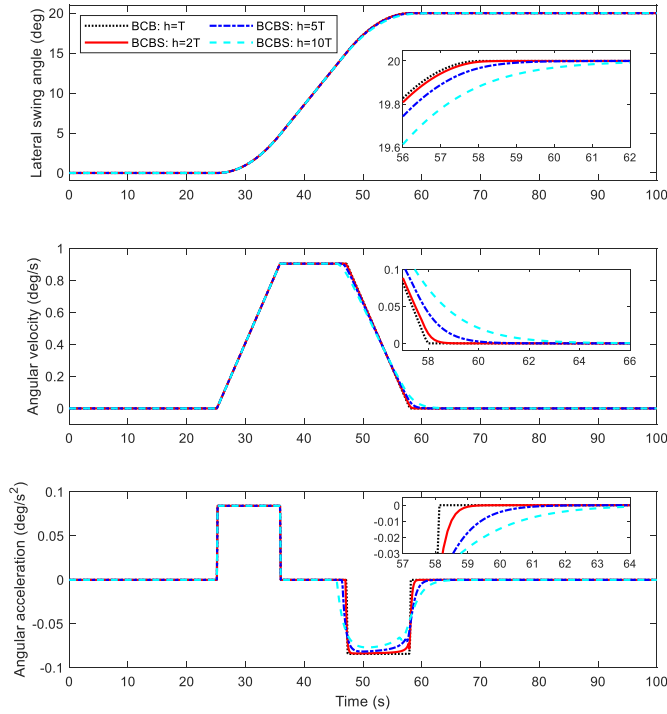 Lateral swing angle (deg)
20
15
10
5
0
BCB: h=T
BCBS: h=5T
BCBS: h=2T
BCBS: h=10T
20
19.8
19.6
56 57 58 59 60 61 62
0 10 20 30 40 50 60 70 80 90 100
Angular velocity (deg/s)
1
0.8
0.6
0.4
0.2
0
0.1
0.05
0
58 60 62 64 66
0 10 20 30 40 50 60 70 80 90 100
Angular acceleration (deg/s²)
0.1
0.05
0
-0.05
-0.1
0
-0.01
-0.02
-0.03
57 58 59 60 61 62 63 64
0 10 20 30 40 50 60 70 80 90 100
Time (s)